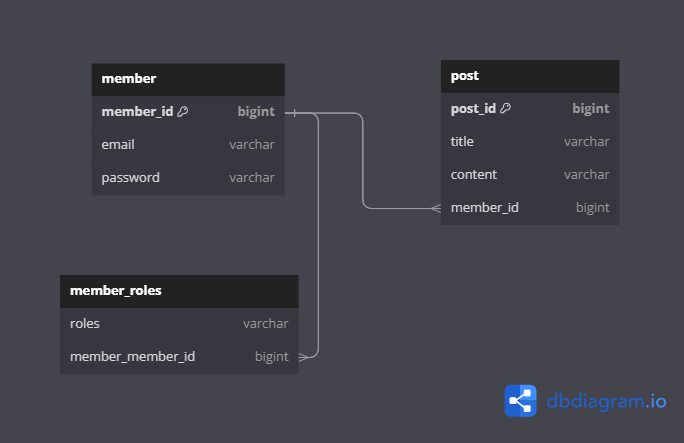 member
member_id bigint
email varchar
password varchar
post
post_id bigint
title varchar
content varchar
member_id bigint
member_roles
roles varchar
member_member_id bigint
dbdiagram.io